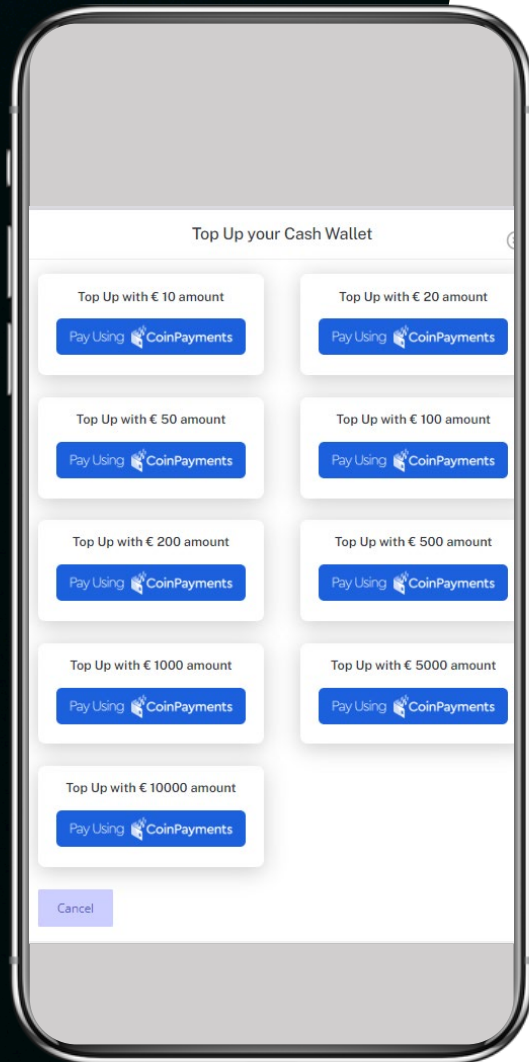 Top Up your Cash Wallet
Top Up with € 10 amount
Pay Using CoinPayments
Top Up with € 20 amount
Pay Using CoinPayments
Top Up with € 50 amount
Pay Using CoinPayments
Top Up with € 100 amount
Pay Using CoinPayments
Top Up with € 200 amount
Pay Using CoinPayments
Top Up with € 500 amount
Pay Using CoinPayments
Top Up with € 1000 amount
Pay Using CoinPayments
Top Up with € 5000 amount
Pay Using CoinPayments
Top Up with € 10000 amount
Pay Using CoinPayments
Cancel